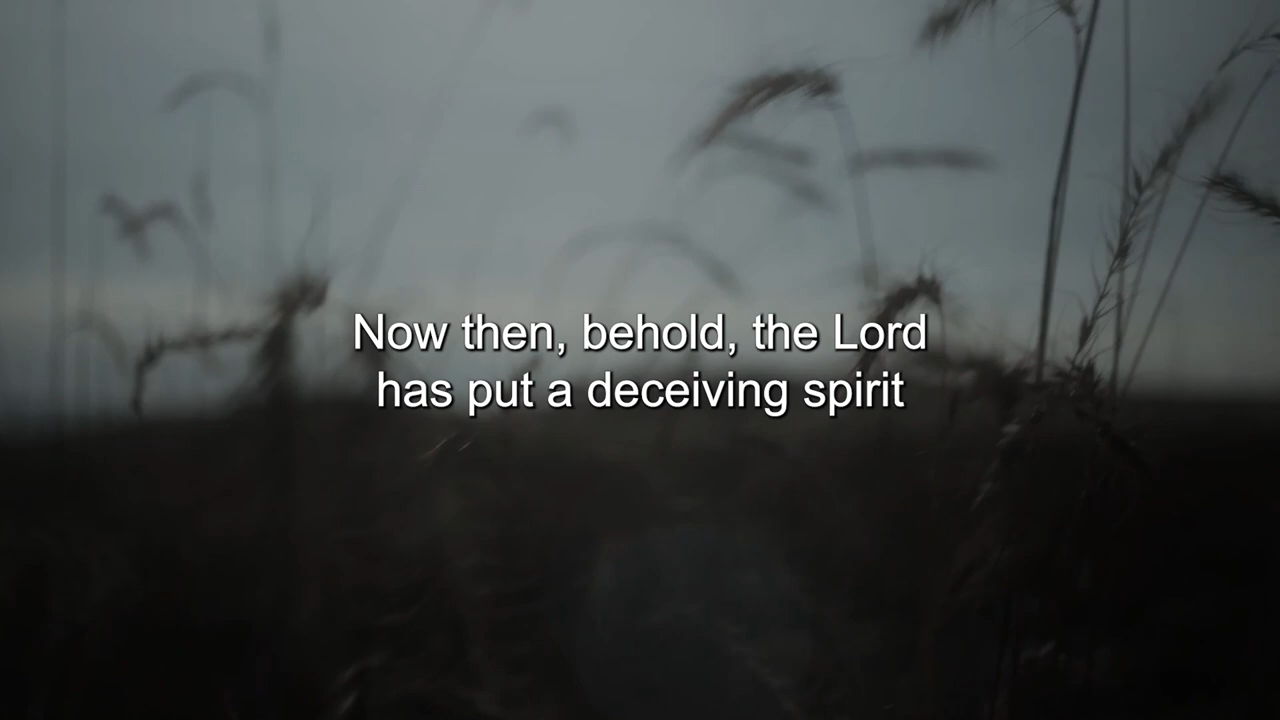 Now then, behold, the Lord
has put a deceiving spirit